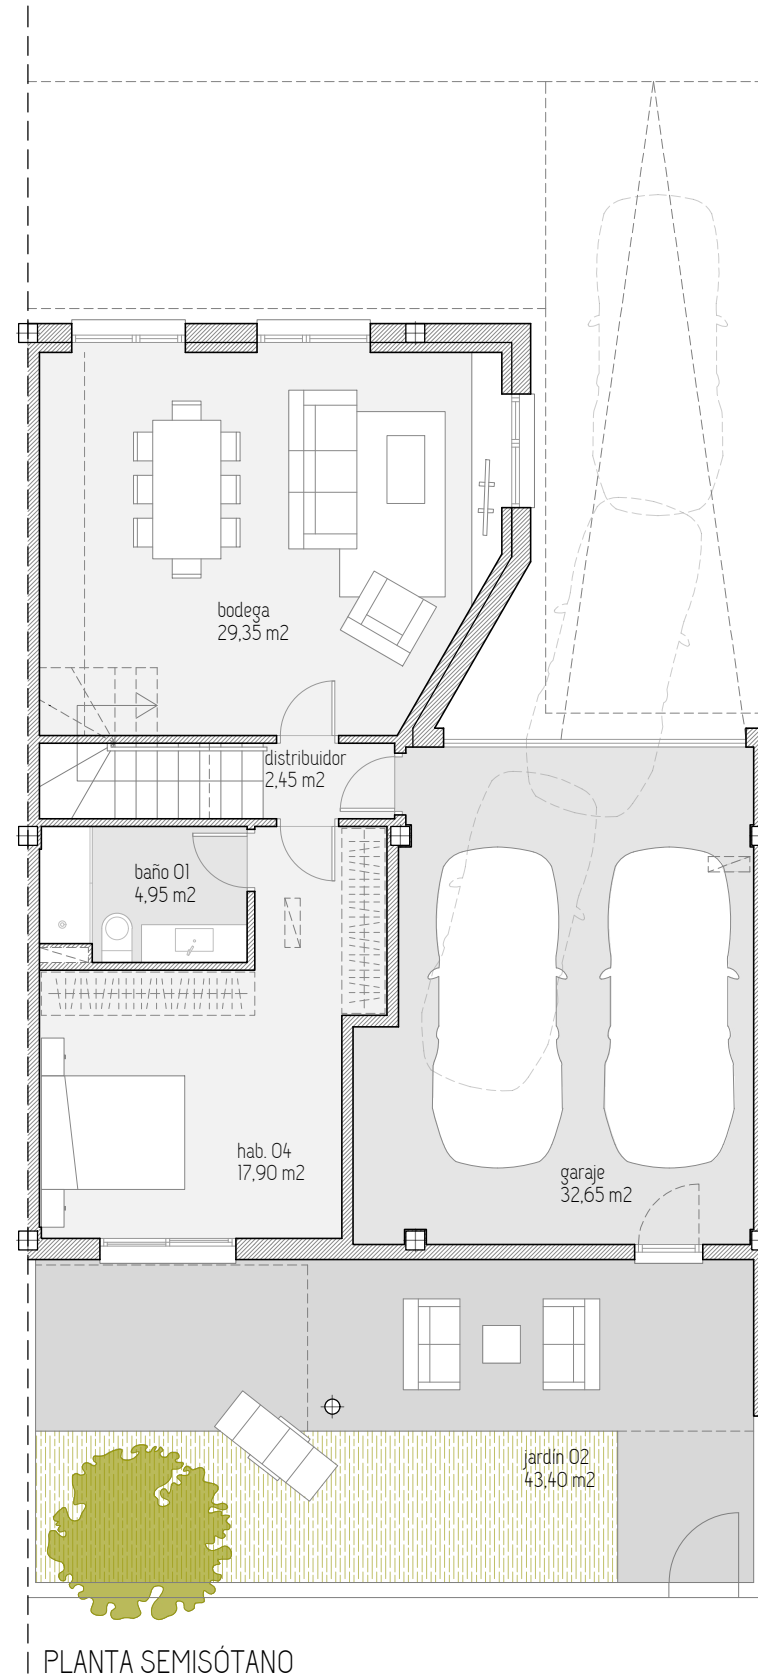 bodega
29,35 m2
distribuidor
2,45 m2
baño 01
4,95 m2
hab. 04
17,90 m2
garaje
32,65 m2
jardín 02
43,40 m2
PLANTA SEMISÓTANO